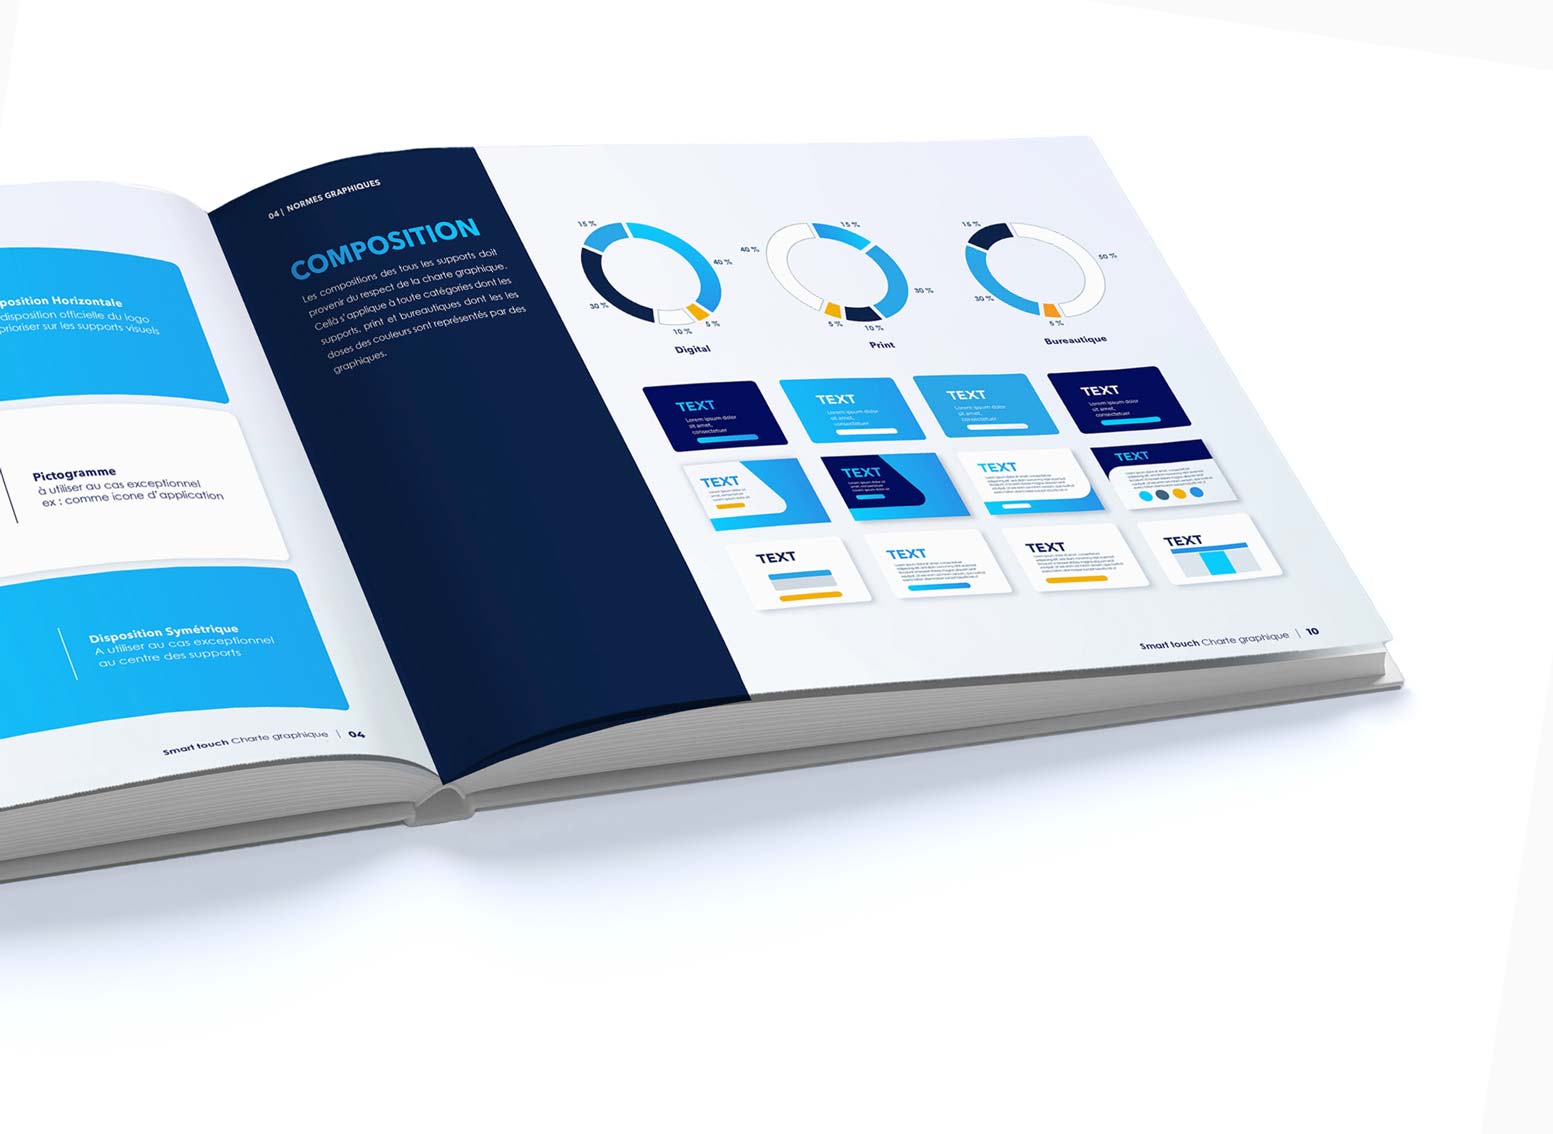 position Horizontale
disposition officielle du logo
prioriser sur les supports visuels
Pictogramme
à utiliser au cas exceptionnel
ex : comme icone d' application
Disposition Symétrique
A utiliser au cas exceptionnel
au centre des supports
Smart touch Charte graphique | 04
04 | NORMES GRAPHIQUES
COMPOSITION
Les compositions des tous les supports doit
provenir du respect de la charte graphique.
Cellà s'applique à toute catégories dont les
supports, print et bureautiques dont les les
doses des couleurs sont représentés par des
graphiques.
15 %
40 %
30 %
10 %
5 %
Digital
15 %
40 %
30 %
5 %
10 %
Print
15 %
50 %
30 %
5 %
Bureautique
TEXT
Lorem ipsum dolor
sit amet,
consectetuer
TEXT
Lorem ipsum dolor
sit amet,
consectetuer
TEXT
Lorem ipsum dolor
sit amet,
consectetuer
TEXT
Lorem ipsum dolor
sit amet,
consectetuer
TEXT
TEXT
TEXT
TEXT
TEXT
TEXT
TEXT
TEXT
Smart touch Charte graphique | 10